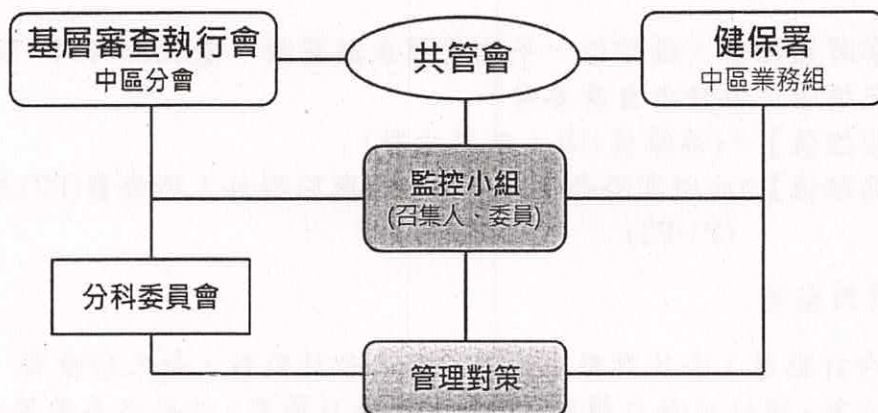 基層審查執行會
中區分會
共管會
健保署
中區業務組
監控小組
(召集人、委員)
分科委員會
管理對策